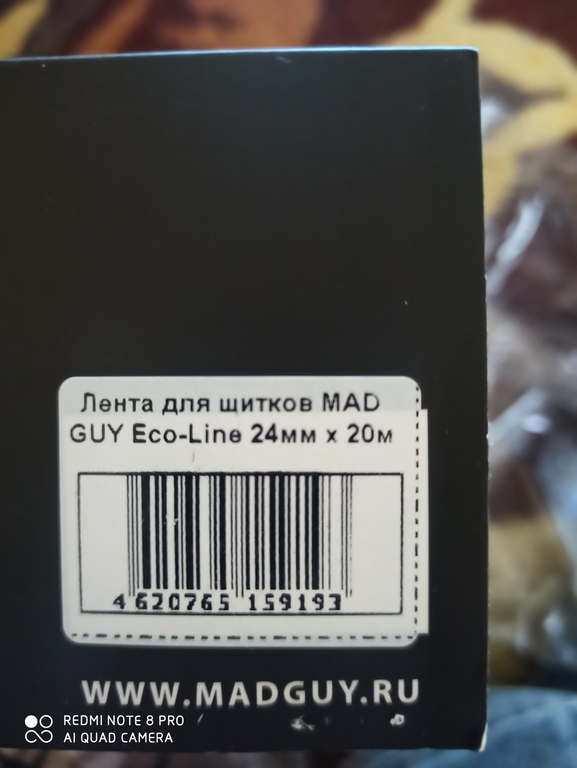 Лента для щитков MAD
GUY Eco-Line 24мм x 20м
4 620765 159193
WWW.MADGUY.RU
REDMI NOTE 8 PRO
AI QUAD CAMERA